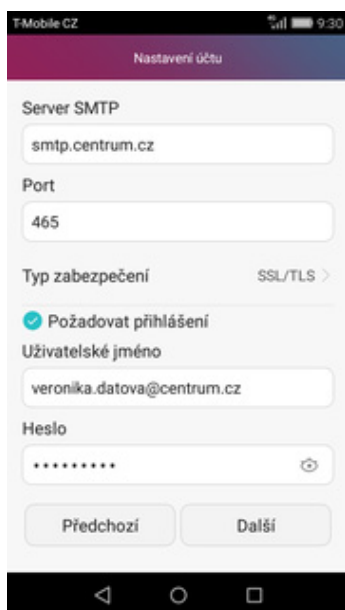 T-Mobile CZ 9:30
Nastavení účtu
Server SMTP
smtp.centrum.cz
Port
465
Typ zabezpečení SSL/TLS
Požadovat přihlášení
Uživatelské jméno
veronika.datova@centrum.cz
Heslo
•••••••••
Předchozí Další